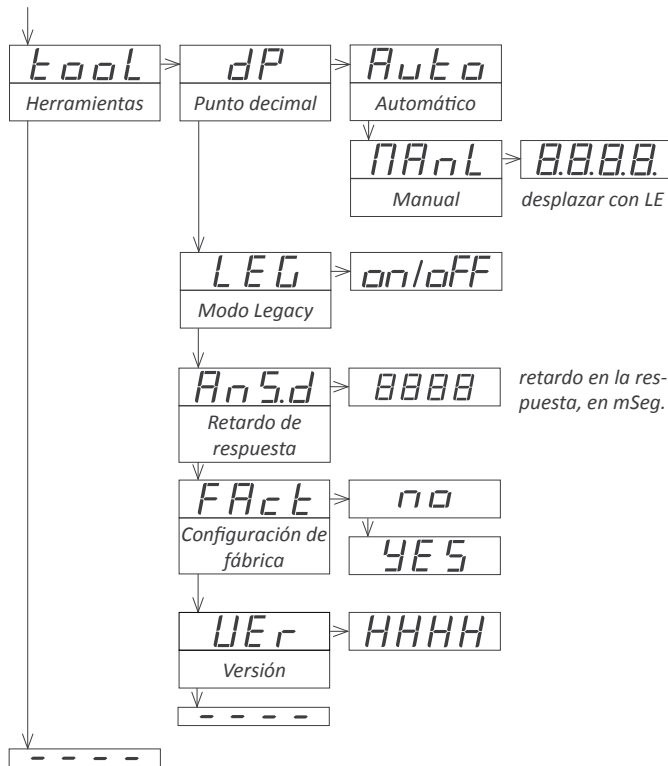 tool
Herramientas
dP
Punto decimal
Auto
Automático
MAnL
Manual
8.8.8.8.
desplazar con LE
LEG
Modo Legacy
on/oFF
AnS.d
Retardo de
respuesta
8888
retardo en la res-
puesta, en mSeg.
FAct
Configuración de
fábrica
no
YES
VEr
Versión
HHHH
- - - -
- - - -